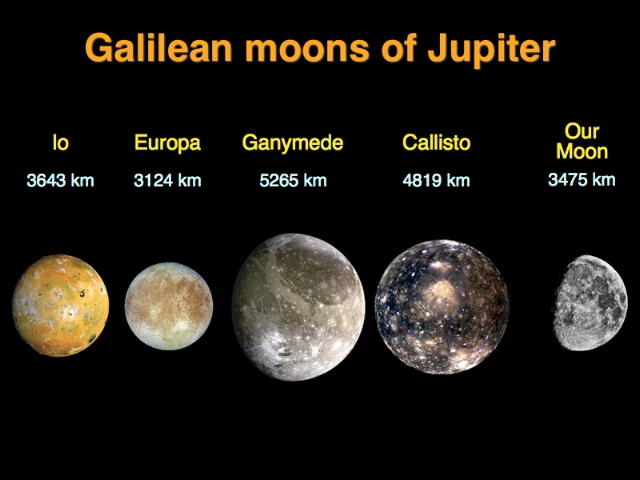 Galilean moons of Jupiter
Io
Europa
Ganymede
Callisto
Our
Moon
3643 km
3124 km
5265 km
4819 km
3475 km